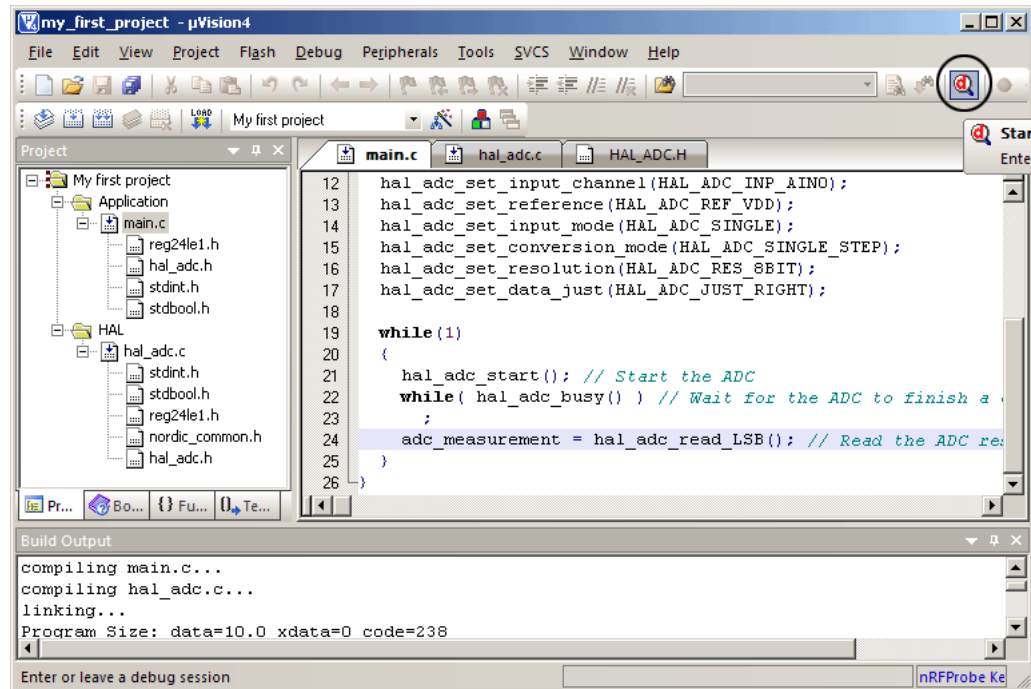 my_first_project - µVision4
File Edit View Project Flash Debug Peripherals Tools SVCS Window Help
LOAD My first project
Star
Ente
Project
main.c hal_adc.c HAL_ADC.H
My first project
Application
main.c
reg24le1.h
hal_adc.h
stdint.h
stdbool.h
HAL
hal_adc.c
stdint.h
stdbool.h
reg24le1.h
nordic_common.h
hal_adc.h
Pr... Bo... {} Fu... Te...
12 hal_adc_set_input_channel(HAL_ADC_INP_AIN0);
13 hal_adc_set_reference(HAL_ADC_REF_VDD);
14 hal_adc_set_input_mode(HAL_ADC_SINGLE);
15 hal_adc_set_conversion_mode(HAL_ADC_SINGLE_STEP);
16 hal_adc_set_resolution(HAL_ADC_RES_8BIT);
17 hal_adc_set_data_just(HAL_ADC_JUST_RIGHT);
18
19 while(1)
20 {
21 hal_adc_start(); // Start the ADC
22 while( hal_adc_busy() ) // Wait for the ADC to finish a
23 ;
24 adc_measurement = hal_adc_read_LSB(); // Read the ADC re
25 }
26 }
Build Output
compiling main.c...
compiling hal_adc.c...
linking...
Program Size: data=10.0 xdata=0 code=238
Enter or leave a debug session
nRFProbe Ke